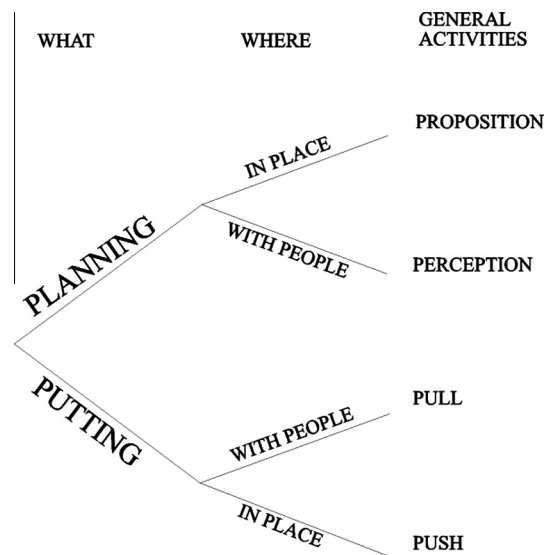 WHAT
WHERE
GENERAL
ACTIVITIES
IN PLACE
PROPOSITION
PLANNING
WITH PEOPLE
PERCEPTION
PUTTING
WITH PEOPLE
PULL
IN PLACE
PUSH